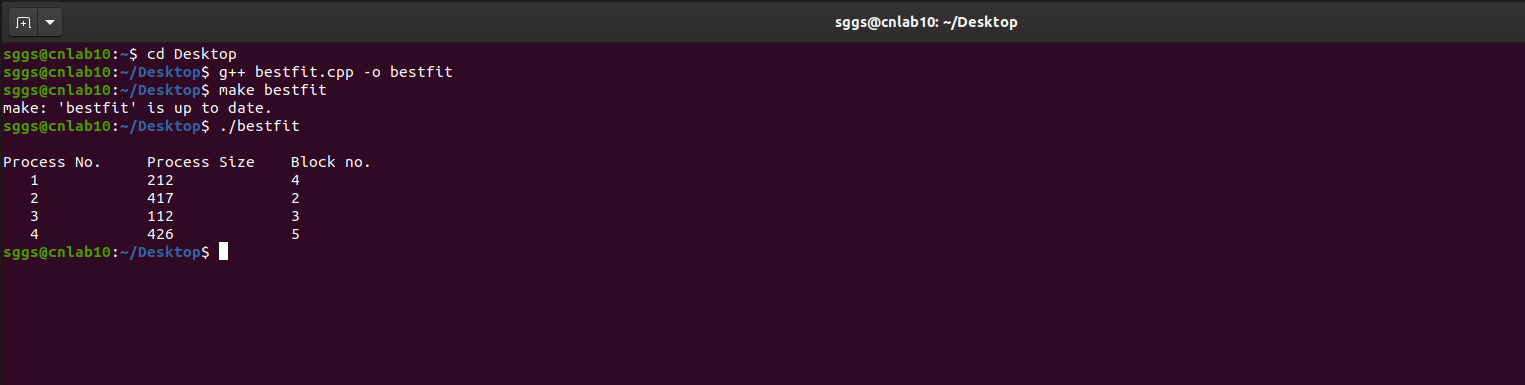 sggs@cnlab10: ~/Desktop
sggs@cnlab10:~$ cd Desktop
sggs@cnlab10:~/Desktop$ g++ bestfit.cpp -o bestfit
sggs@cnlab10:~/Desktop$ make bestfit
make: 'bestfit' is up to date.
sggs@cnlab10:~/Desktop$ ./bestfit
Process No. Process Size Block no.
1 212 4
2 417 2
3 112 3
4 426 5
sggs@cnlab10:~/Desktop$